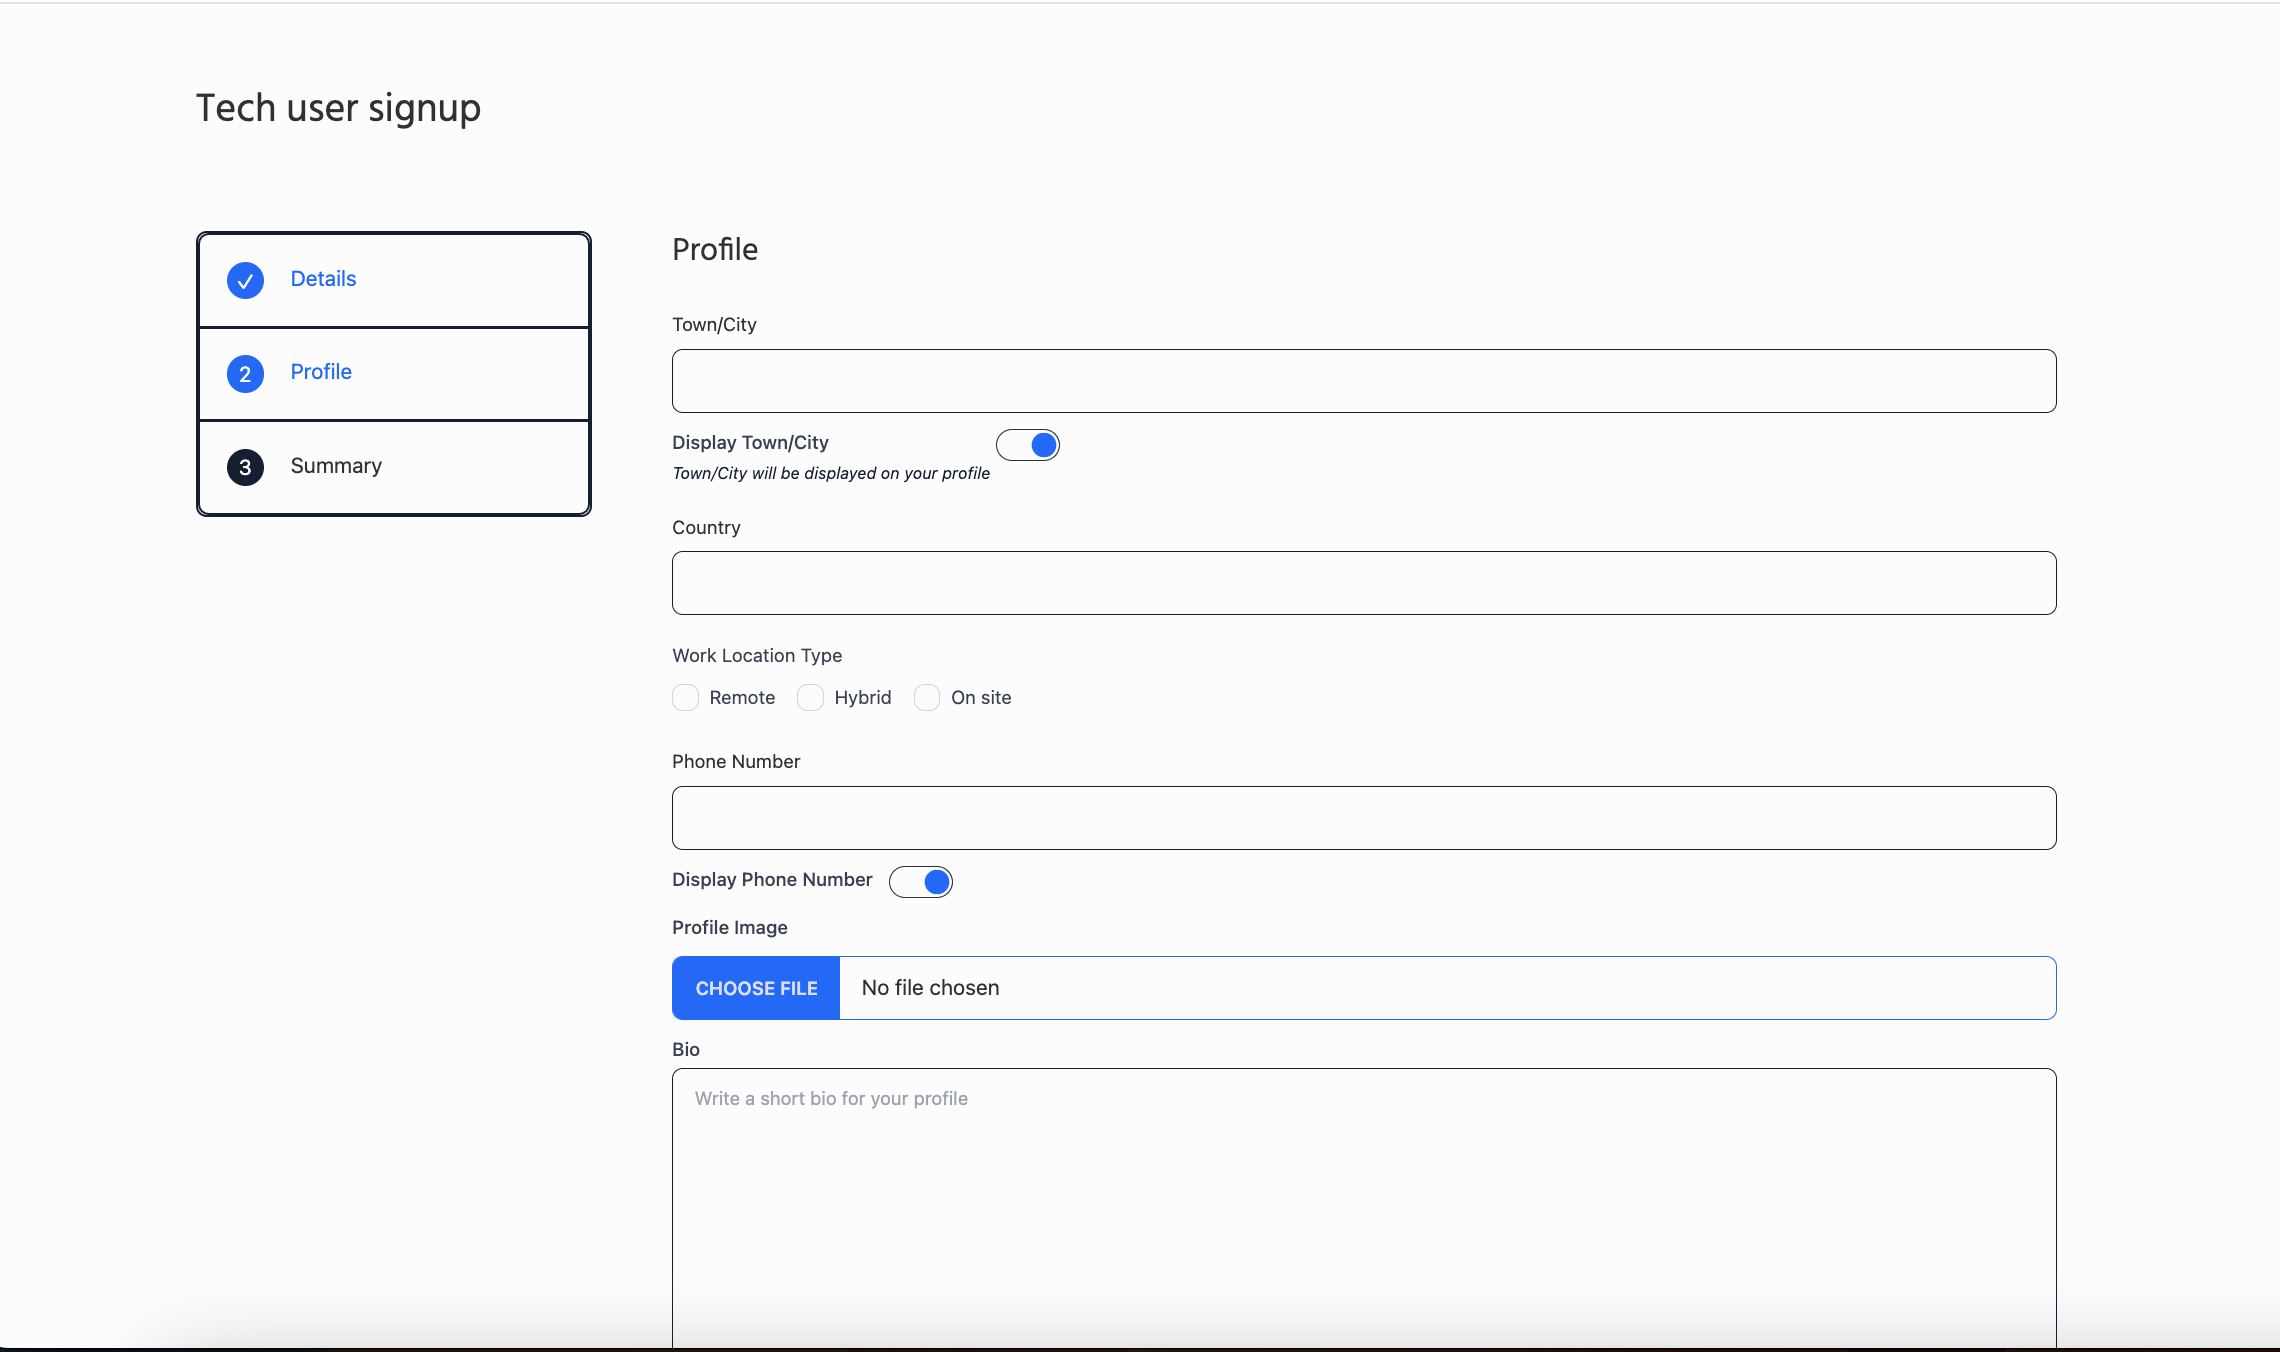 Tech user signup
Details
2 Profile
3 Summary
Profile
Town/City
Display Town/City
Town/City will be displayed on your profile
Country
Work Location Type
Remote Hybrid On site
Phone Number
Display Phone Number
Profile Image
CHOOSE FILE No file chosen
Bio
Write a short bio for your profile